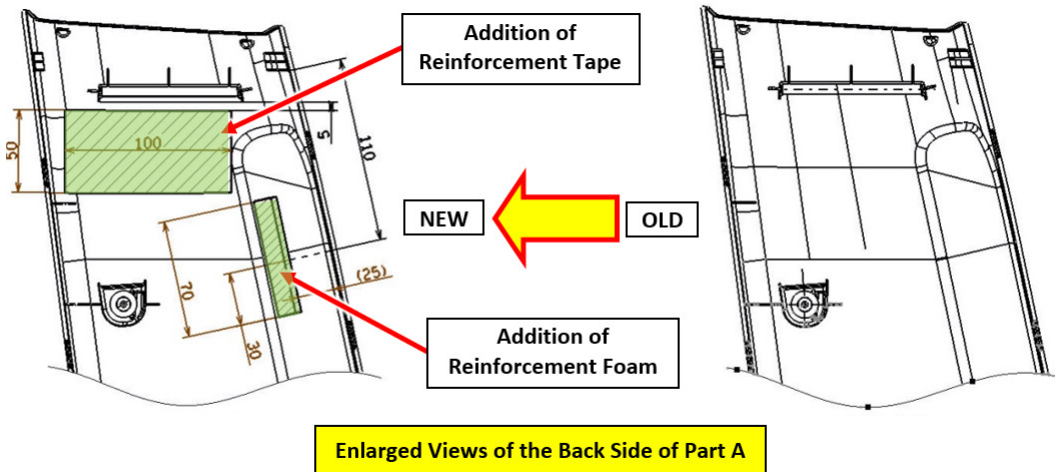 Addition of
Reinforcement Tape
50
100
5
110
NEW
OLD
70
(25)
30
Addition of
Reinforcement Foam
Enlarged Views of the Back Side of Part A